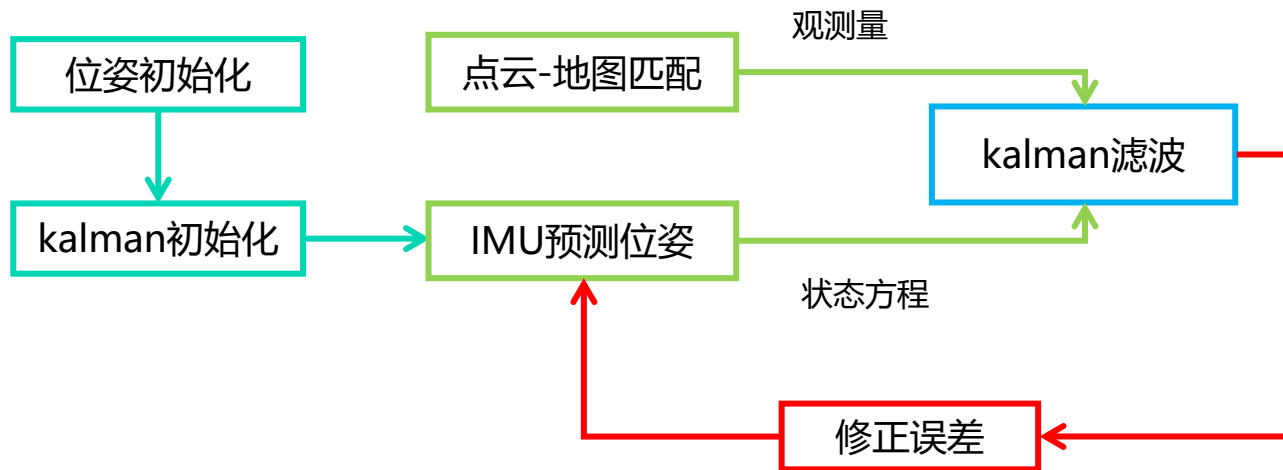 观测量
位姿初始化
点云-地图匹配
kalman滤波
kalman初始化
IMU预测位姿
状态方程
修正误差